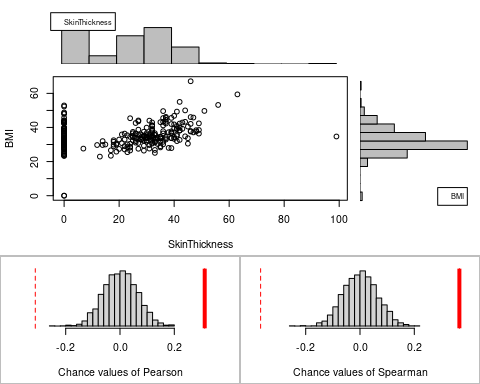 SkinThickness
BMI
60
40
20
0
0 20 40 60 80 100
SkinThickness
BMI
-0.2 0.0 0.2
Chance values of Pearson
-0.2 0.0 0.2
Chance values of Spearman